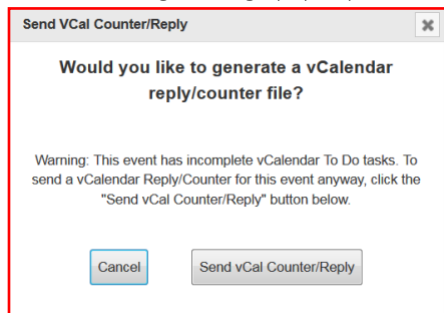 Send VCal Counter/Reply
Would you like to generate a vCalendar
reply/counter file?
Warning: This event has incomplete vCalendar To Do tasks. To
send a vCalendar Reply/Counter for this event anyway, click the
"Send vCal Counter/Reply" button below.
Cancel Send vCal Counter/Reply